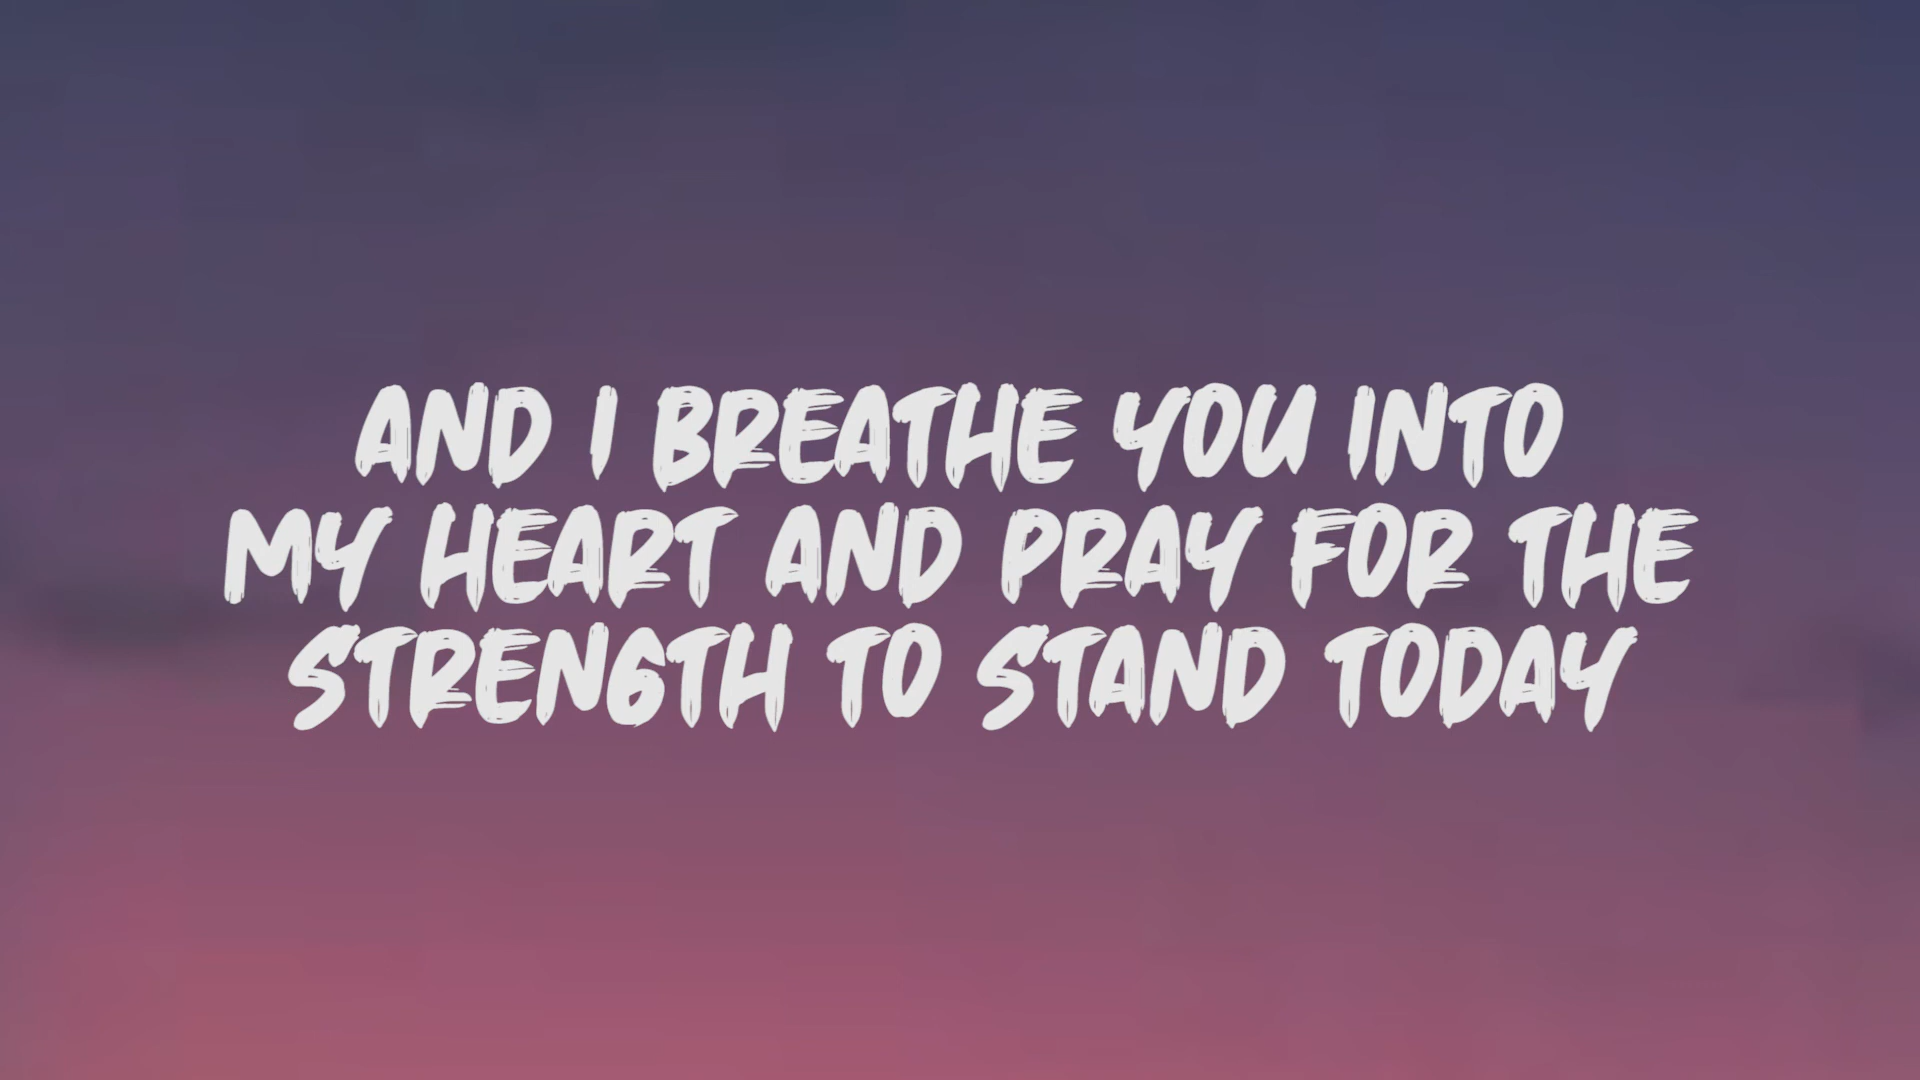 AND I BREATHE YOU INTO
MY HEART AND PRAY FOR THE
STRENGTH TO STAND TODAY